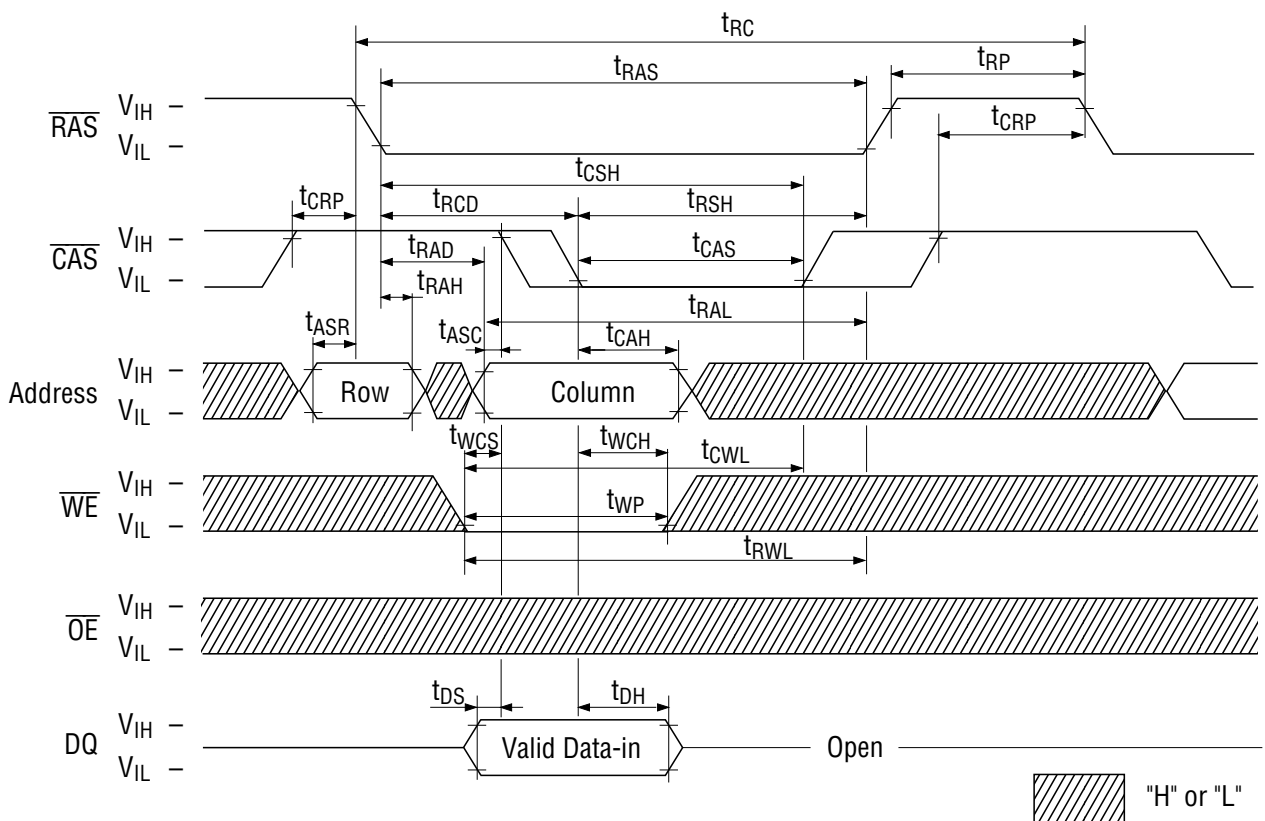 tRC
tRAS
tRP
RAS
VIH –
VIL –
tCRP
tCSH
tCRP
tRCD
tRSH
CAS
VIH –
VIL –
tRAD
tCAS
tRAH
tRAL
tASR
tASC
tCAH
Address
VIH –
VIL –
Row
Column
tWCS
tWCH
tCWL
WE
VIH –
VIL –
tWP
tRWL
OE
VIH –
VIL –
tDS
tDH
DQ
VIH –
VIL –
Valid Data-in
Open
"H" or "L"